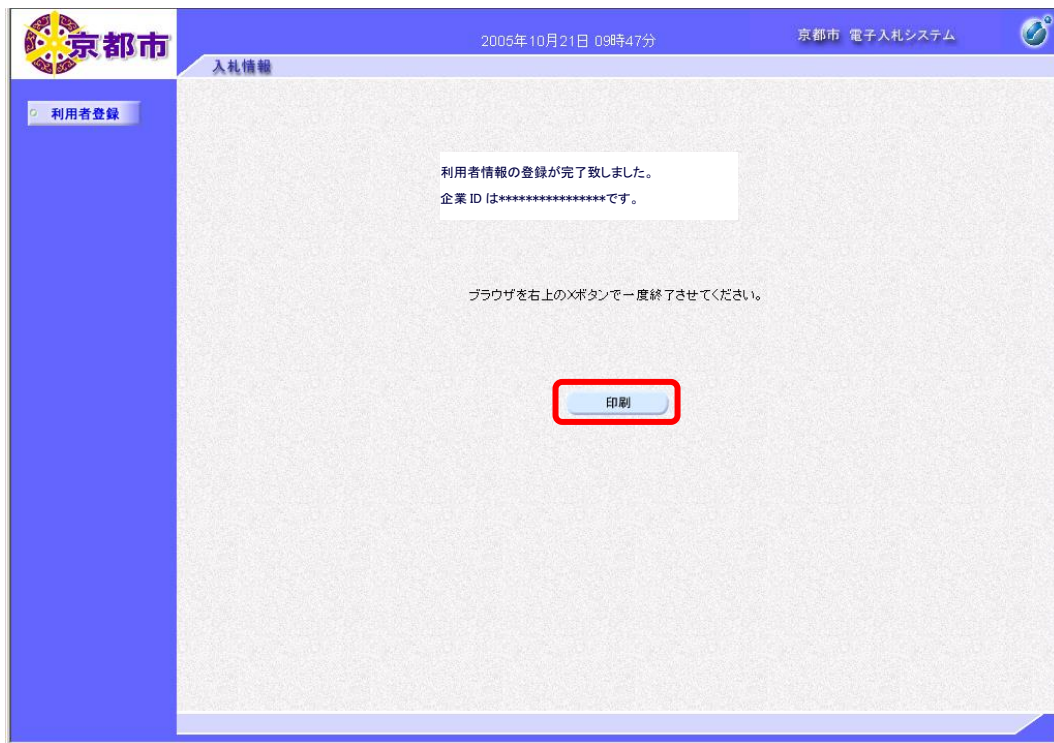 京都市
2005年10月21日 09時47分
京都市 電子入札システム
入札情報
利用者登録
利用者情報の登録が完了致しました。
企業 ID は****************です。
ブラウザを右上の×ボタンで一度終了させてください。
印刷